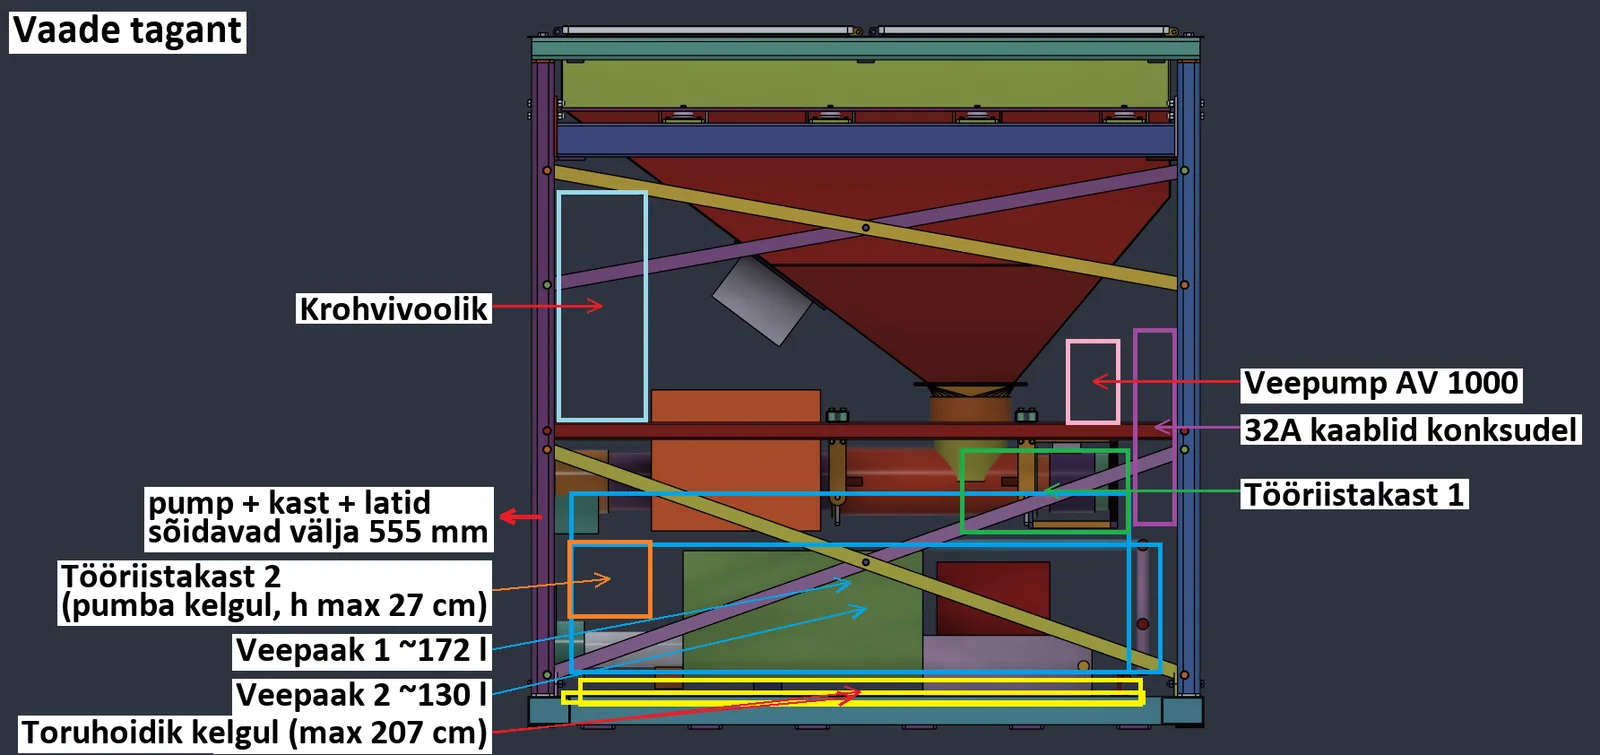 Vaade tagant
Krohvivoolik
Veepump AV 1000
32A kaablid konksudel
Tööriistakast 1
pump + kast + latid
sõidavad välja 555 mm
Tööriistakast 2
(pumba kelgul, h max 27 cm)
Veepaak 1 ~172 l
Veepaak 2 ~130 l
Toruhoidik kelgul (max 207 cm)